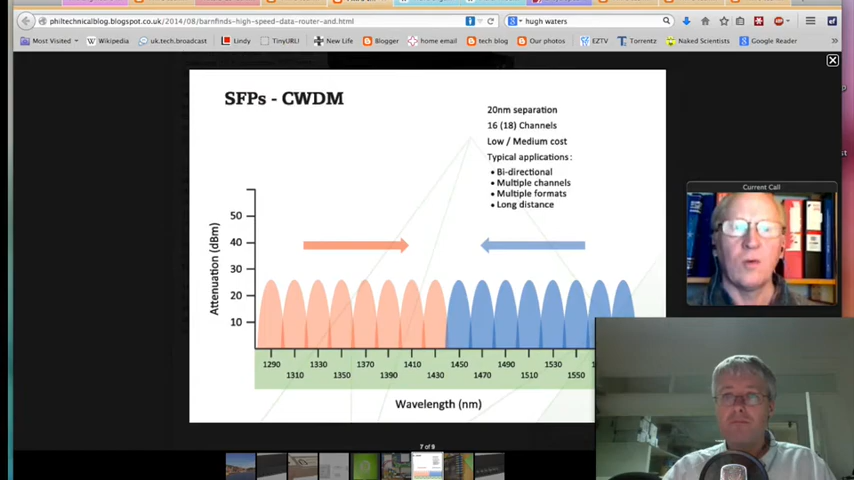 philtechnicalblog.blogspot.co.uk/2014/08/barnfinds-high-speed-data-router-and.html
hugh waters
Most Visited
Wikipedia
uk.tech.broadcast
Lindy
TinyURL!
New Life
Blogger
home email
tech blog
Our photos
EZTV
Torrentz
Naked Scientists
Google Reader
SFPs - CWDM
20nm separation
16 (18) Channels
Low / Medium cost
Typical applications:
• Bi-directional
• Multiple channels
• Multiple formats
• Long distance
Current Call
Attenuation (dBm)
50
40
30
20
10
1290
1330
1370
1410
1450
1490
1530
1310
1350
1390
1430
1470
1510
1550
Wavelength (nm)
7 of 9